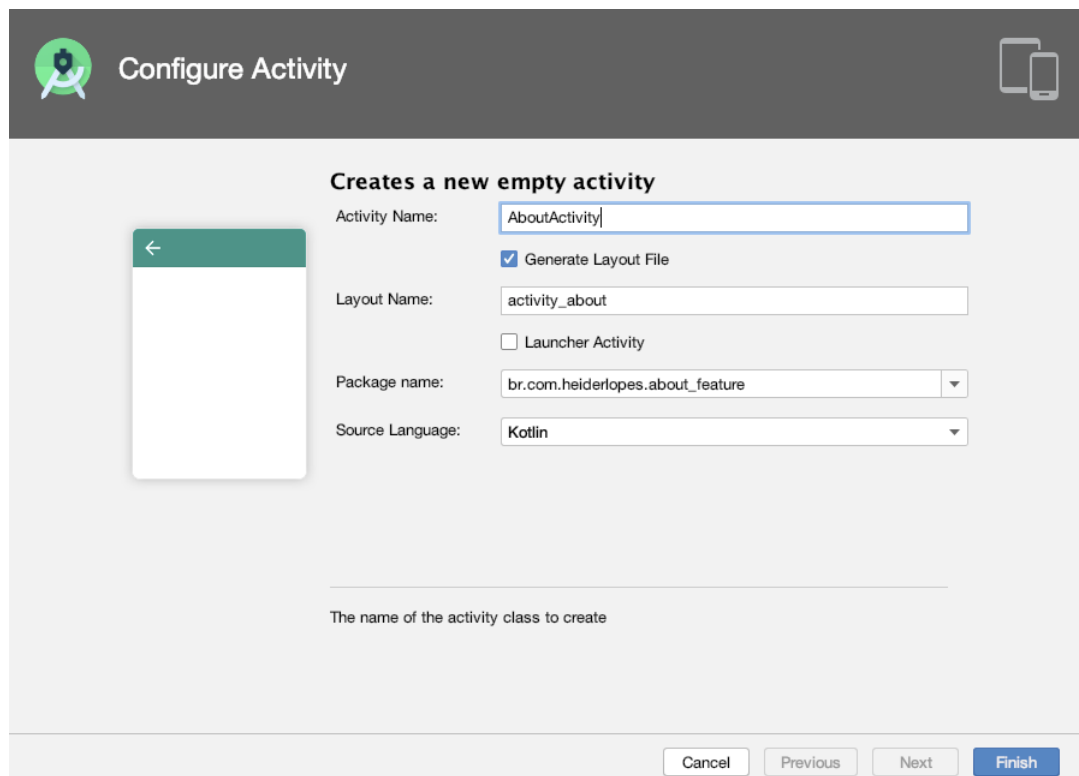 Configure Activity
Creates a new empty activity
Activity Name:
AboutActivity
Generate Layout File
Layout Name:
activity_about
Launcher Activity
Package name:
br.com.heiderlopes.about_feature
Source Language:
Kotlin
The name of the activity class to create
Cancel
Previous
Next
Finish